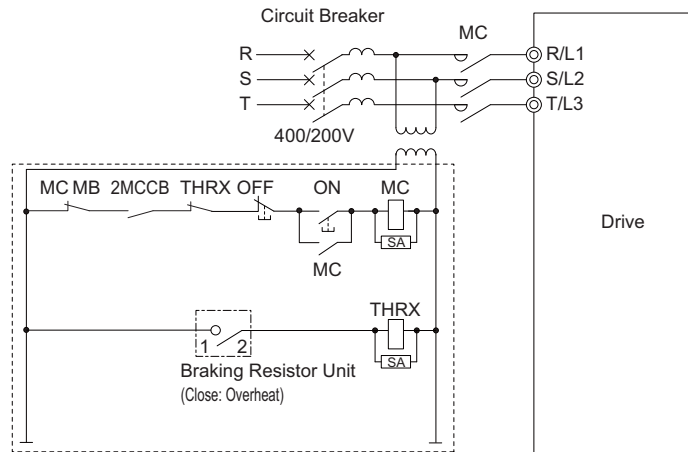 Circuit Breaker
MC
R
R/L1
S
S/L2
T
T/L3
400/200V
MC MB
2MCCB
THRX
OFF
ON
MC
SA
MC
Drive
THRX
1
2
SA
Braking Resistor Unit
(Close: Overheat)